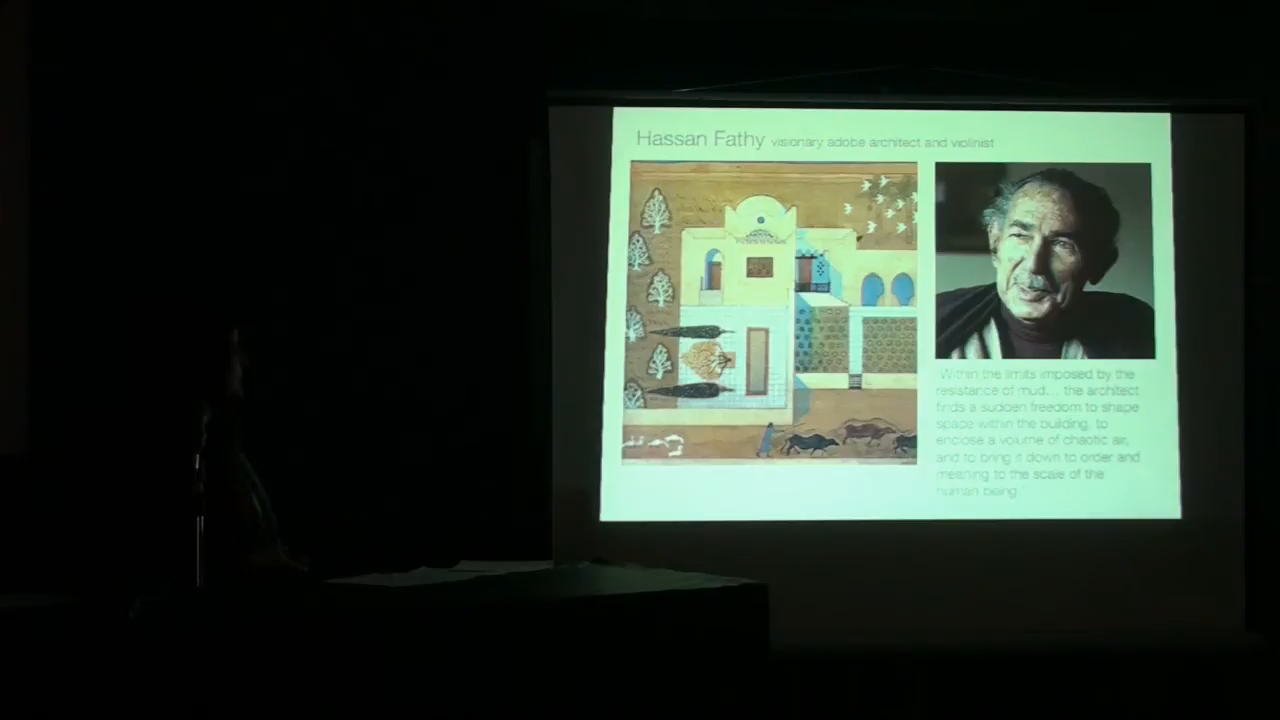 Hassan Fathy visionary adobe architect and violinist
Within the limits imposed by the
resistance of mud... the architect
finds a sudden freedom to shape
space within the building, to
enclose a volume of chaotic air,
and to bring it down to order and
meaning to the scale of the
human being